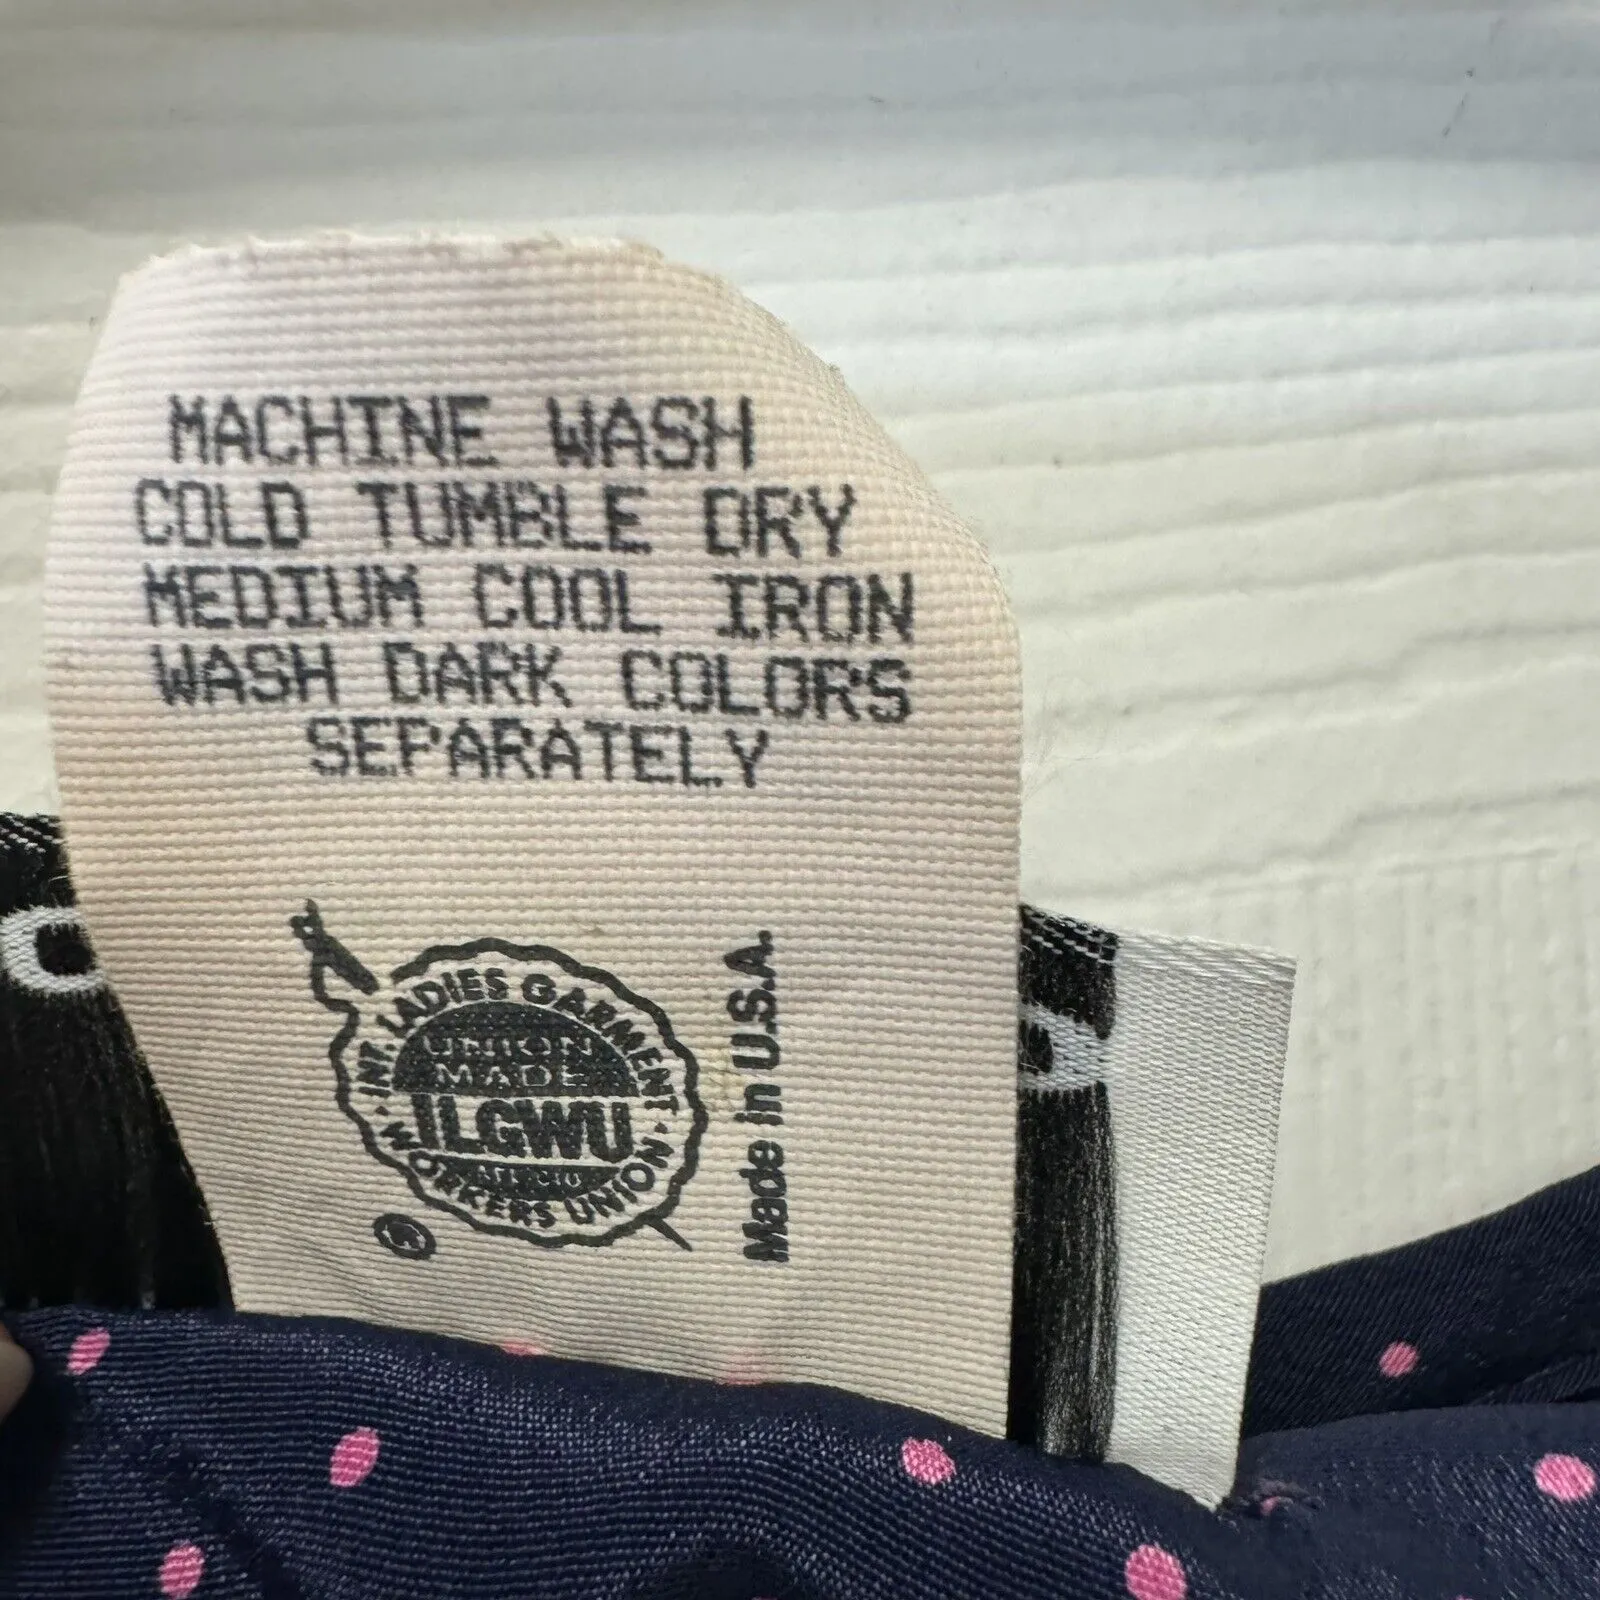 MACHINE WASH
COLD TUMBLE DRY
MEDIUM COOL IRON
WASH DARK COLORS
SEPARATELY
INT. LADIES GARMENT
UNION
MADE
ILGWU
WORKERS UNION
Made in U.S.A.